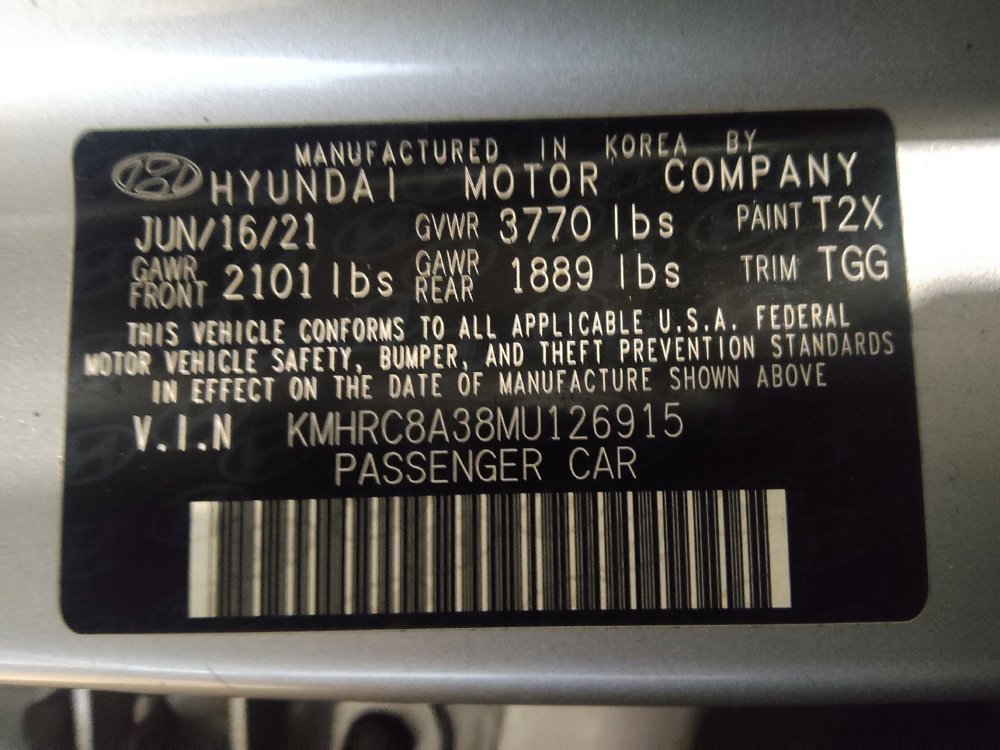 MANUFACTURED IN KOREA BY
HYUNDAI MOTOR COMPANY
JUN/16/21 GVWR 3770 lbs PAINT T2X
GAWR FRONT 2101 lbs GAWR REAR 1889 lbs TRIM TGG
THIS VEHICLE CONFORMS TO ALL APPLICABLE U.S.A. FEDERAL
MOTOR VEHICLE SAFETY, BUMPER, AND THEFT PREVENTION STANDARDS
IN EFFECT ON THE DATE OF MANUFACTURE SHOWN ABOVE
V.I.N KMHRC8A38MU126915
PASSENGER CAR